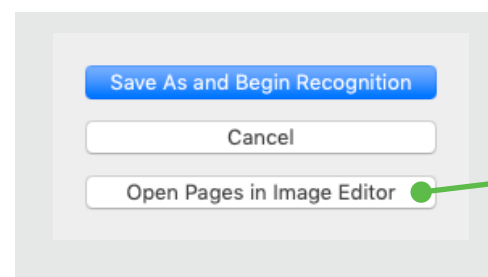 Save As and Begin Recognition
Cancel
Open Pages in Image Editor